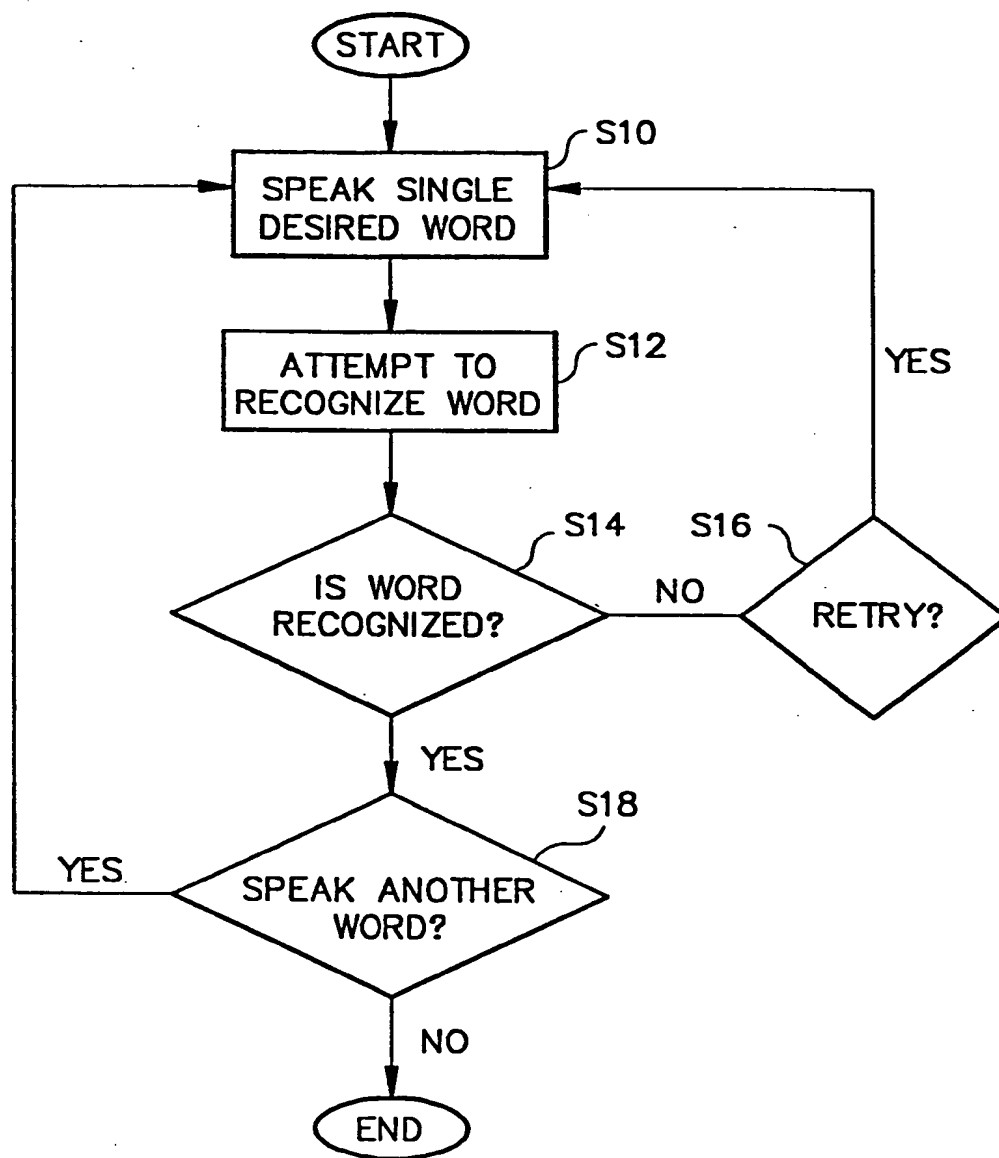 START
S10
SPEAK SINGLE
DESIRED WORD
S12
ATTEMPT TO
RECOGNIZE WORD
YES
S14
S16
IS WORD
RECOGNIZED?
NO
RETRY?
YES
S18
YES
SPEAK ANOTHER
WORD?
NO
END